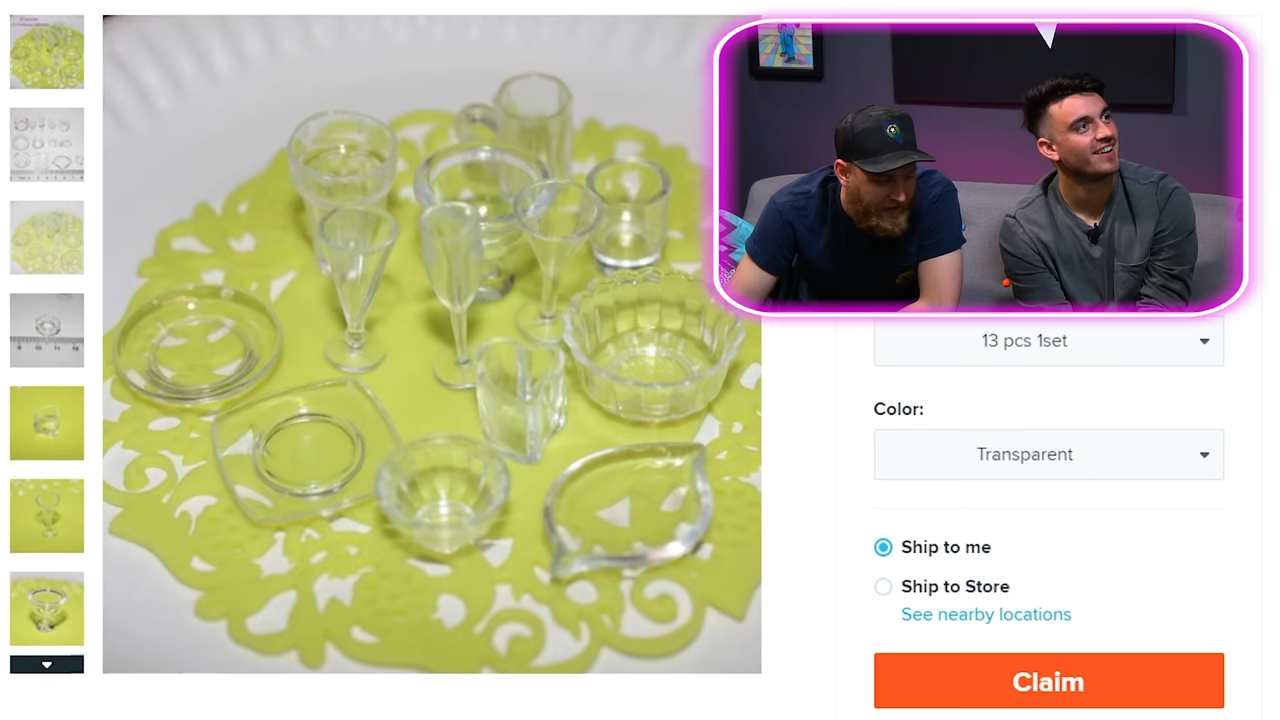 13 pcs 1set
Color:
Transparent
Ship to me
Ship to Store
See nearby locations
Claim